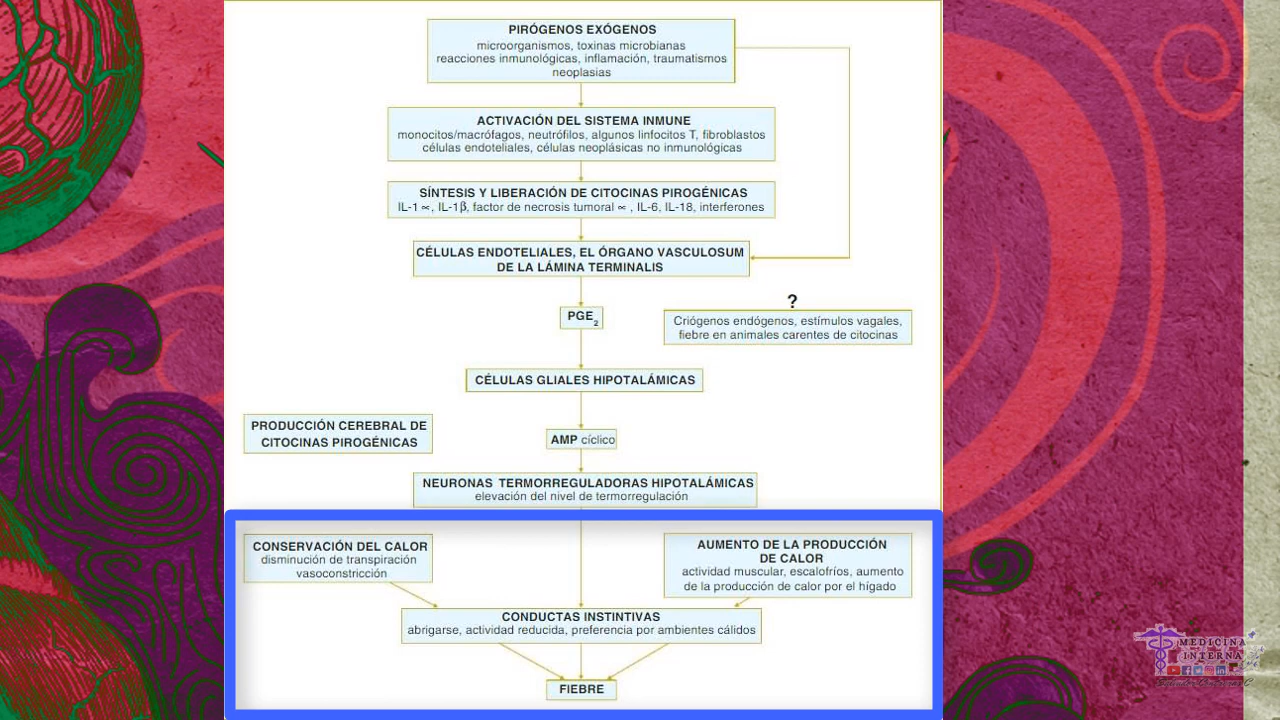 PIRÓGENOS EXÓGENOS
microorganismos, toxinas microbianas
reacciones inmunológicas, inflamación, traumatismos
neoplasias
ACTIVACIÓN DEL SISTEMA INMUNE
monocitos/macrófagos, neutrófilos, algunos linfocitos T, fibroblastos
células endoteliales, células neoplásicas no inmunológicas
SÍNTESIS Y LIBERACIÓN DE CITOCINAS PIROGÉNICAS
IL-1 ∝, IL-1β, factor de necrosis tumoral ∝ , IL-6, IL-18, interferones
CÉLULAS ENDOTELIALES, EL ÓRGANO VASCULOSUM
DE LA LÁMINA TERMINALIS
PGE2
?
Criógenos endógenos, estímulos vagales,
fiebre en animales carentes de citocinas
CÉLULAS GLIALES HIPOTALÁMICAS
PRODUCCIÓN CEREBRAL DE
CITOCINAS PIROGÉNICAS
AMP cíclico
NEURONAS TERMORREGULADORAS HIPOTALÁMICAS
elevación del nivel de termorregulación
CONSERVACIÓN DEL CALOR
disminución de transpiración
vasoconstricción
AUMENTO DE LA PRODUCCIÓN
DE CALOR
actividad muscular, escalofríos, aumento
de la producción de calor por el hígado
CONDUCTAS INSTINTIVAS
abrigarse, actividad reducida, preferencia por ambientes cálidos
FIEBRE
MEDICINA
INTERNA